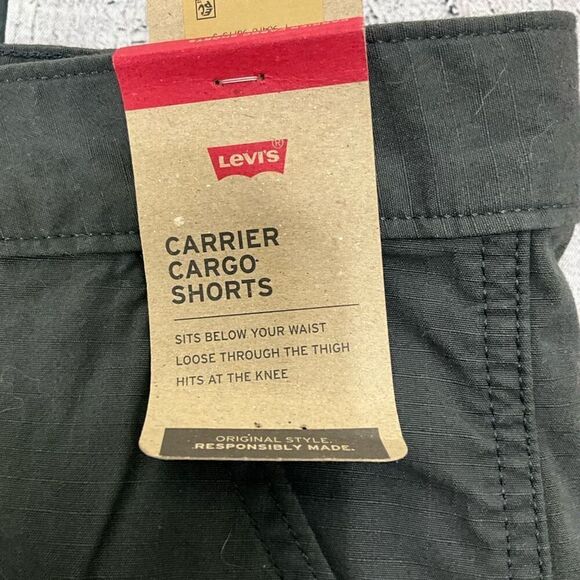 Levi's®
CARRIER
CARGO
SHORTS
SITS BELOW YOUR WAIST
LOOSE THROUGH THE THIGH
HITS AT THE KNEE
ORIGINAL STYLE.
RESPONSIBLY MADE.